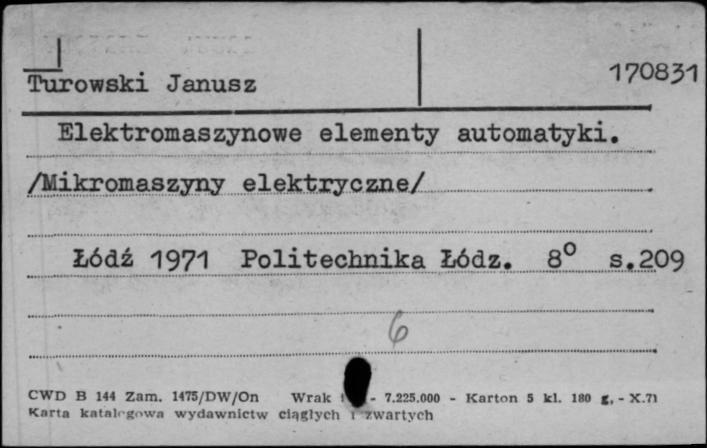 170831
Turowski Janusz
Elektromaszynowe elementy automatyki.
/Mikromaszyny elektryczne/
Łódź 1971 Politechnika Łódz. 8° s.209
6
CWD B 144 Zam. 1475/DW/On Wrak - 7.225.000 - Karton 5 kl. 180 g, - X.71
Karta katalogowa wydawnictw ciągłych i zwartych